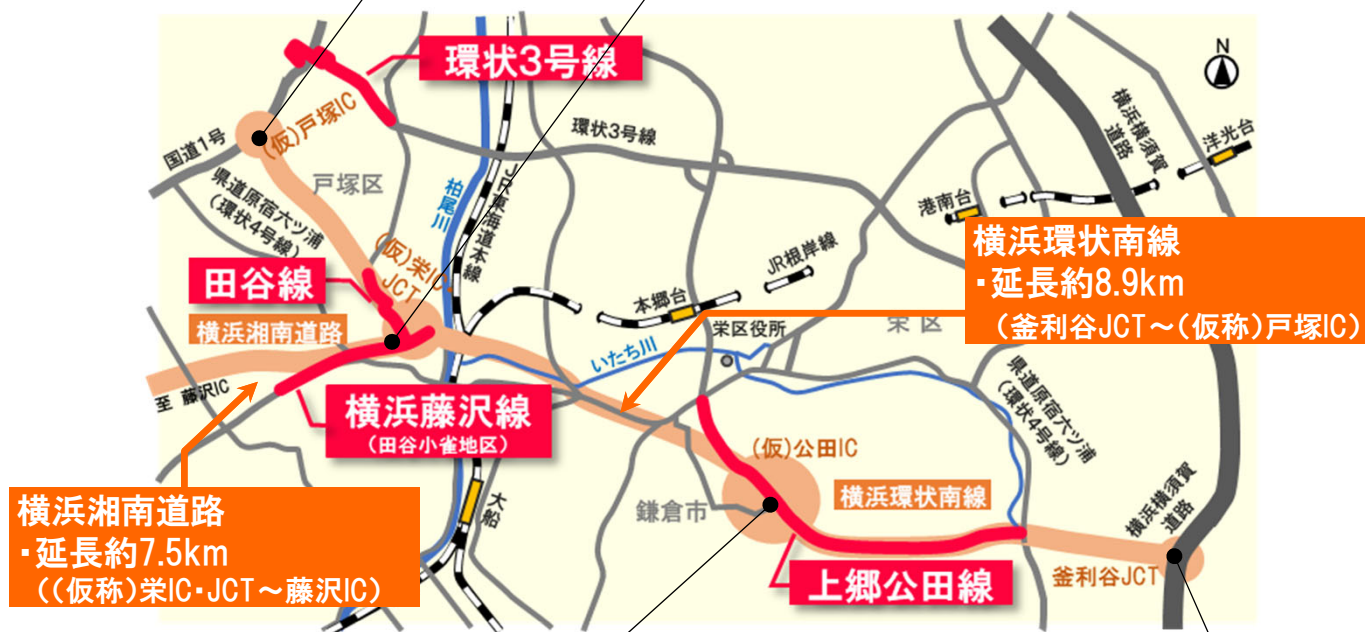 環状3号線
N
(仮)戸塚IC
国道1号
環状3号線
横浜横須賀
道路
洋光台
戸塚区
県道原宿六ツ浦
(環状4号線)
柏尾川
JR東海道本線
港南台
横浜環状南線
・延長約8.9km
(釜利谷JCT～(仮称)戸塚IC)
(仮)栄IC・
JCT
田谷線
JR根岸線
本郷台
横浜湘南道路
栄区役所
栄区
いたち川
至 藤沢IC
県道原宿六ツ浦
(環状4号線)
横浜藤沢線
(田谷小雀地区)
(仮)公田IC
横浜環状南線
横浜横須賀
道路
大船
鎌倉市
横浜湘南道路
・延長約7.5km
((仮称)栄IC・JCT～藤沢IC)
上郷公田線
釜利谷JCT